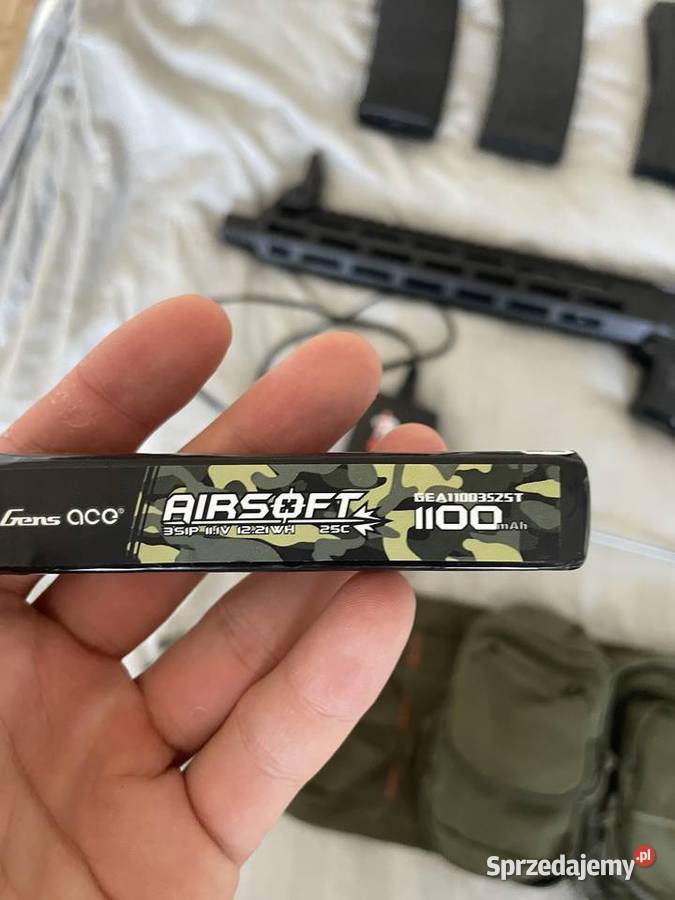 Gens ace®
AIRSOFT
3S1P 11.1V 12.21WH 25C
GEA11003S25T
1100mAh
Sprzedajemy.pl